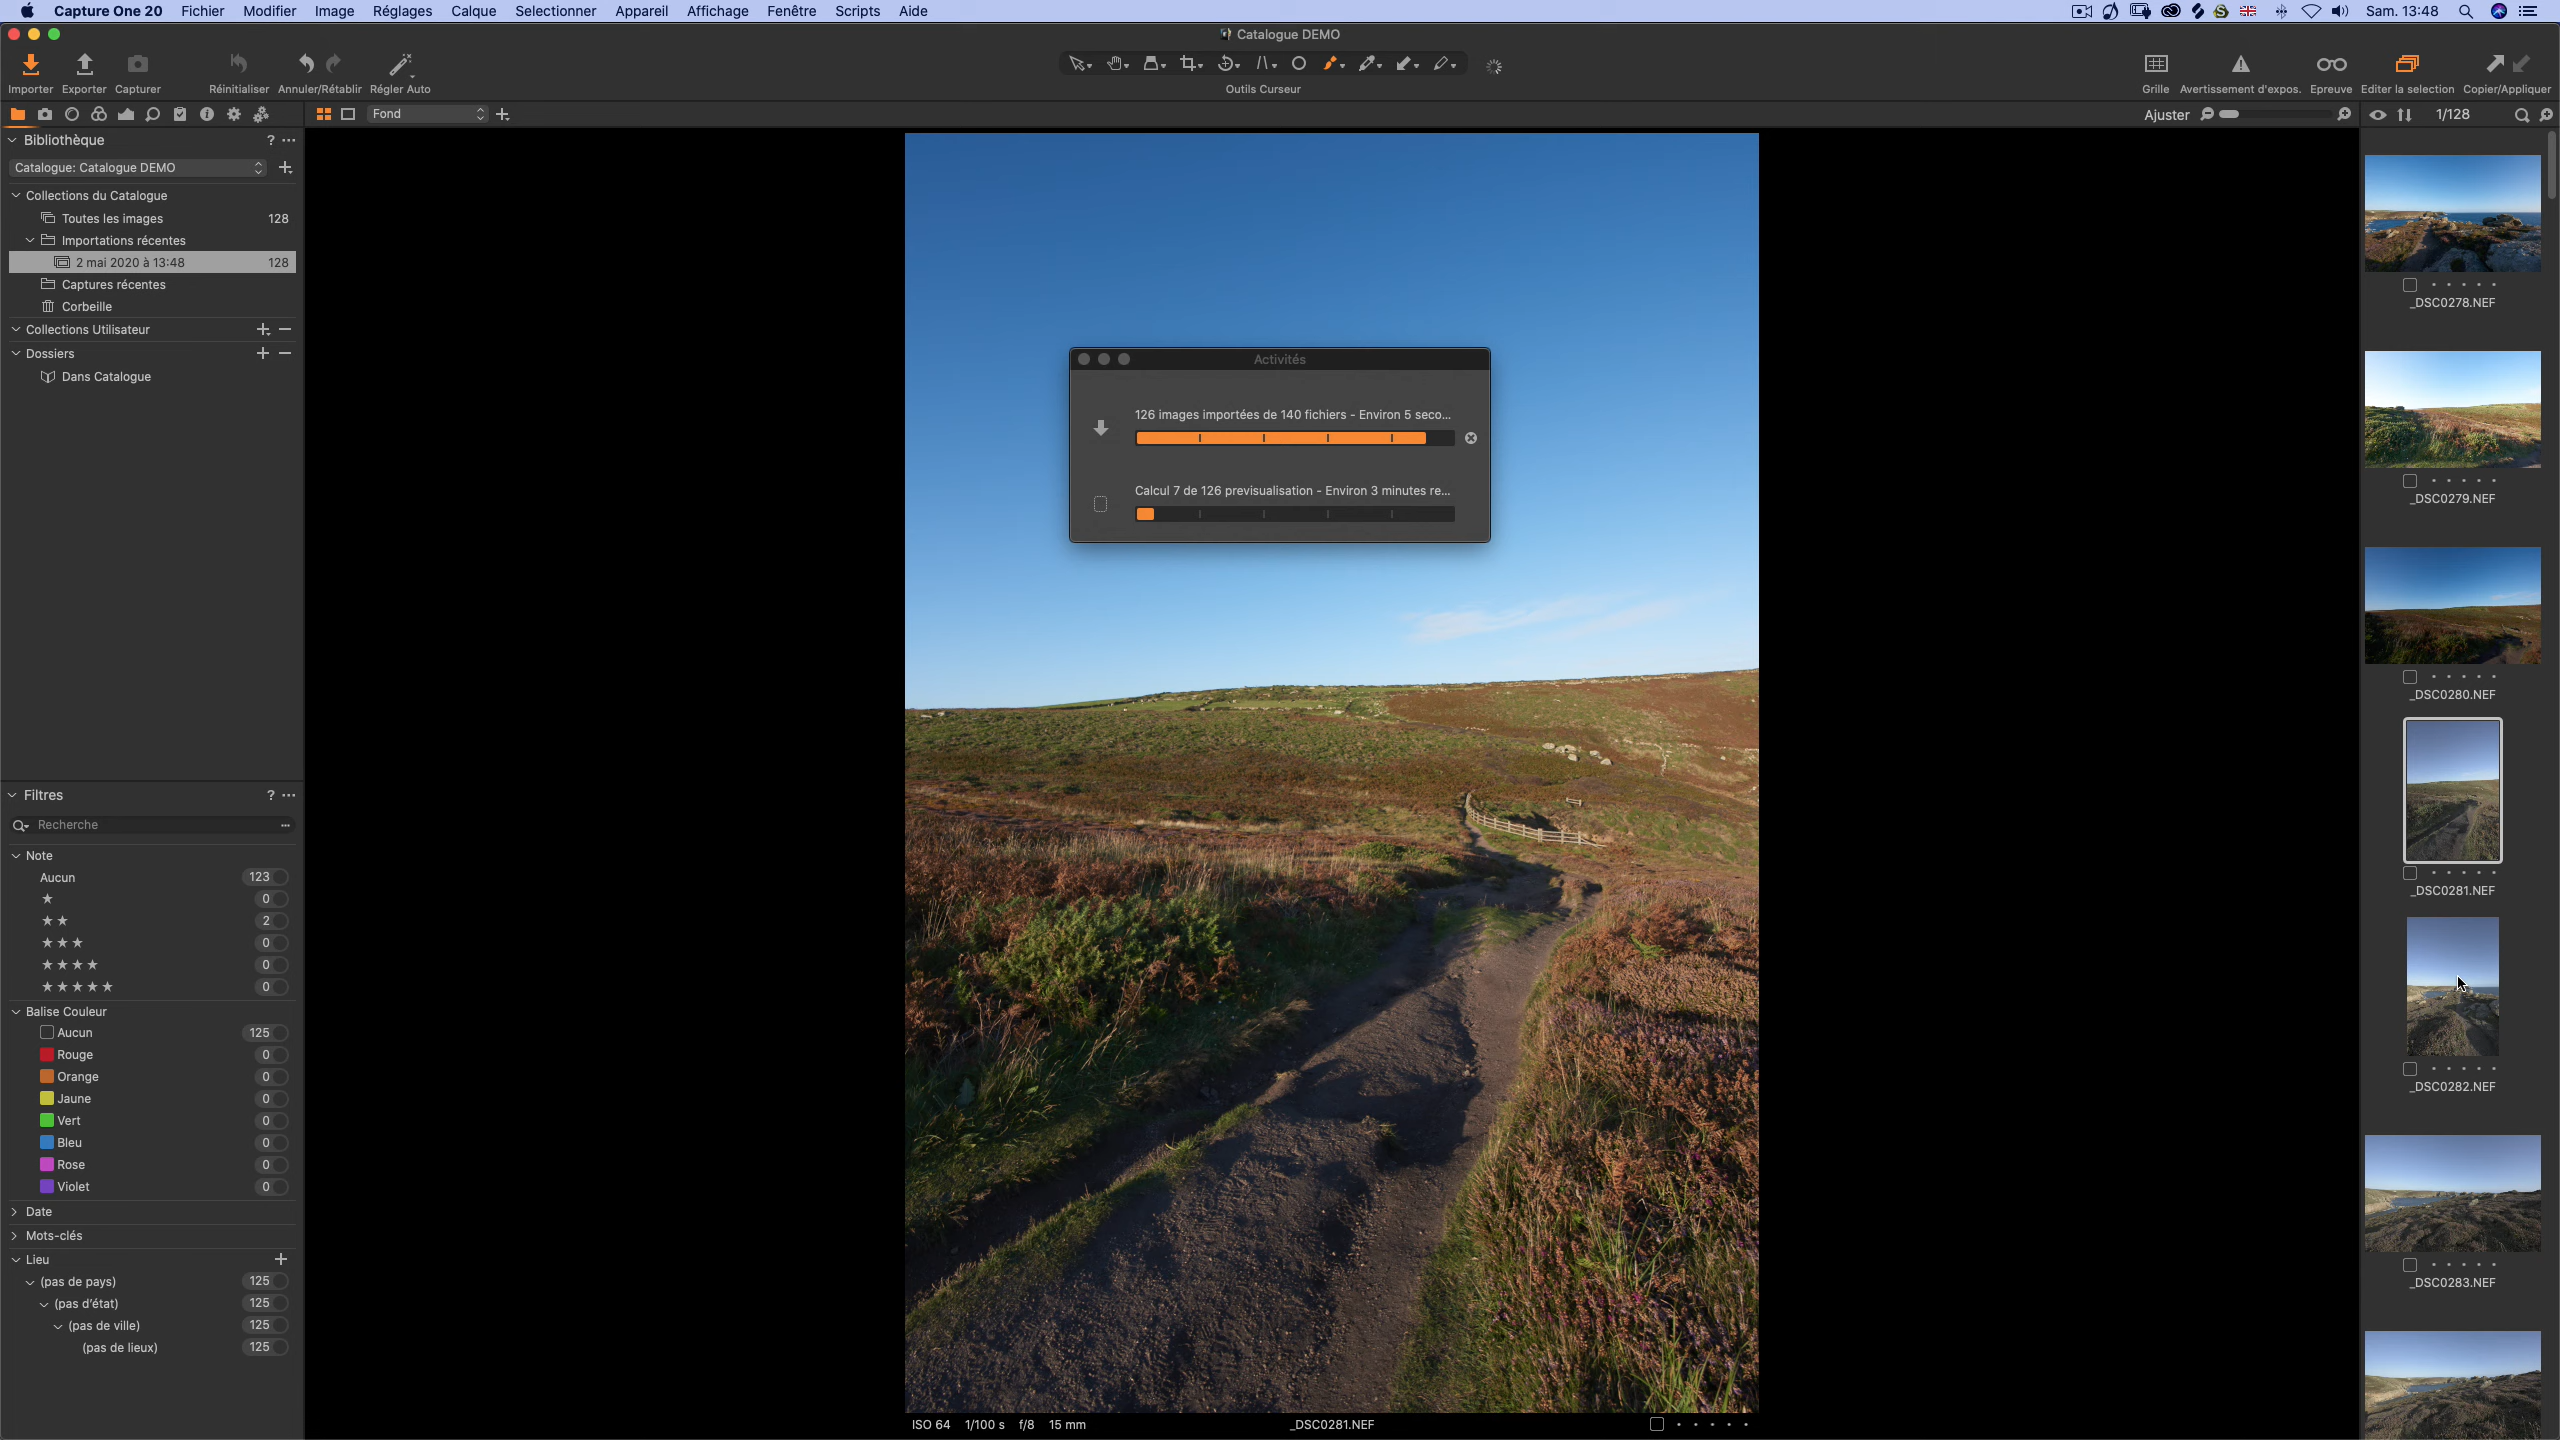 Capture One 20 Fichier Modifier Image Réglages Calque Selectionner Appareil Affichage Fenêtre Scripts Aide
Sam. 13:48
Catalogue DEMO
Importer Exporter Capturer Réinitialiser Annuler/Rétablir Régler Auto
Outils Curseur
Grille Avertissement d'expos. Epreuve Editer la selection Copier/Appliquer
Fond
Ajuster
1/128
Bibliothèque ? ...
Catalogue: Catalogue DEMO
Collections du Catalogue
Toutes les images 128
Importations récentes
2 mai 2020 à 13:48 128
Captures récentes
Corbeille
Collections Utilisateur
Dossiers
Dans Catalogue
Filtres ? ...
Recherche
Note
Aucun 123
★ 0
★★ 2
★★★ 0
★★★★ 0
★★★★★ 0
Balise Couleur
Aucun 125
Rouge 0
Orange 0
Jaune 0
Vert 0
Bleu 0
Rose 0
Violet 0
Date
Mots-clés
Lieu
(pas de pays) 125
(pas d'état) 125
(pas de ville) 125
(pas de lieux) 125
Activités
126 images importées de 140 fichiers - Environ 5 seco...
Calcul 7 de 126 previsualisation - Environ 3 minutes re...
ISO 64 1/100 s f/8 15 mm
_DSC0281.NEF
_DSC0278.NEF
_DSC0279.NEF
_DSC0280.NEF
_DSC0281.NEF
_DSC0282.NEF
_DSC0283.NEF